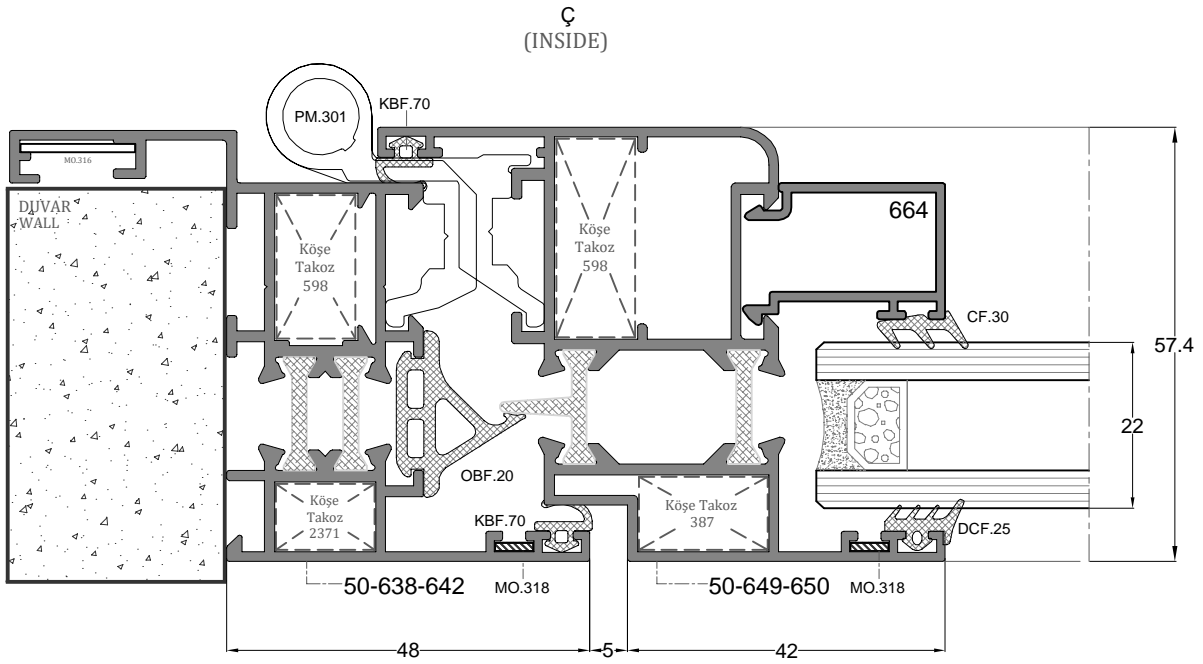 Ç
(INSIDE)
PM.301
KBF.70
MO.316
DUVAR
WALL
Köşe
Takoz
598
Köşe
Takoz
598
664
CF.30
57.4
22
OBF.20
Köşe
Takoz
2371
KBF.70
Köşe
Takoz
387
DCF.25
50-638-642
MO.318
50-649-650
MO.318
48
5
42